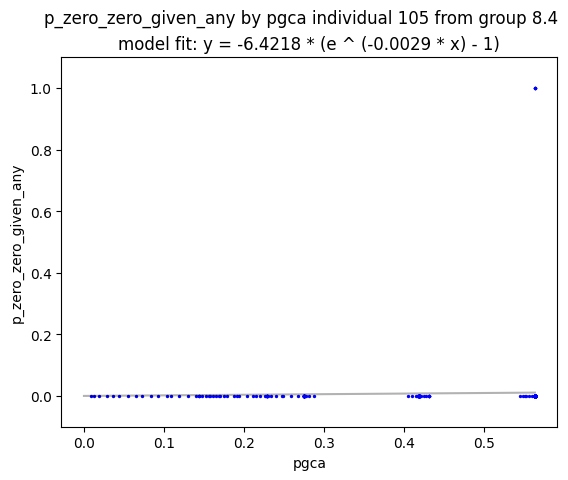 p_zero_zero_given_any by pgca individual 105 from group 8.4
model fit: y = -6.4218 * (e ^ (-0.0029 * x) - 1)
1.0
0.8
0.6
0.4
0.2
0.0
p_zero_zero_given_any
0.0 0.1 0.2 0.3 0.4 0.5
pgca